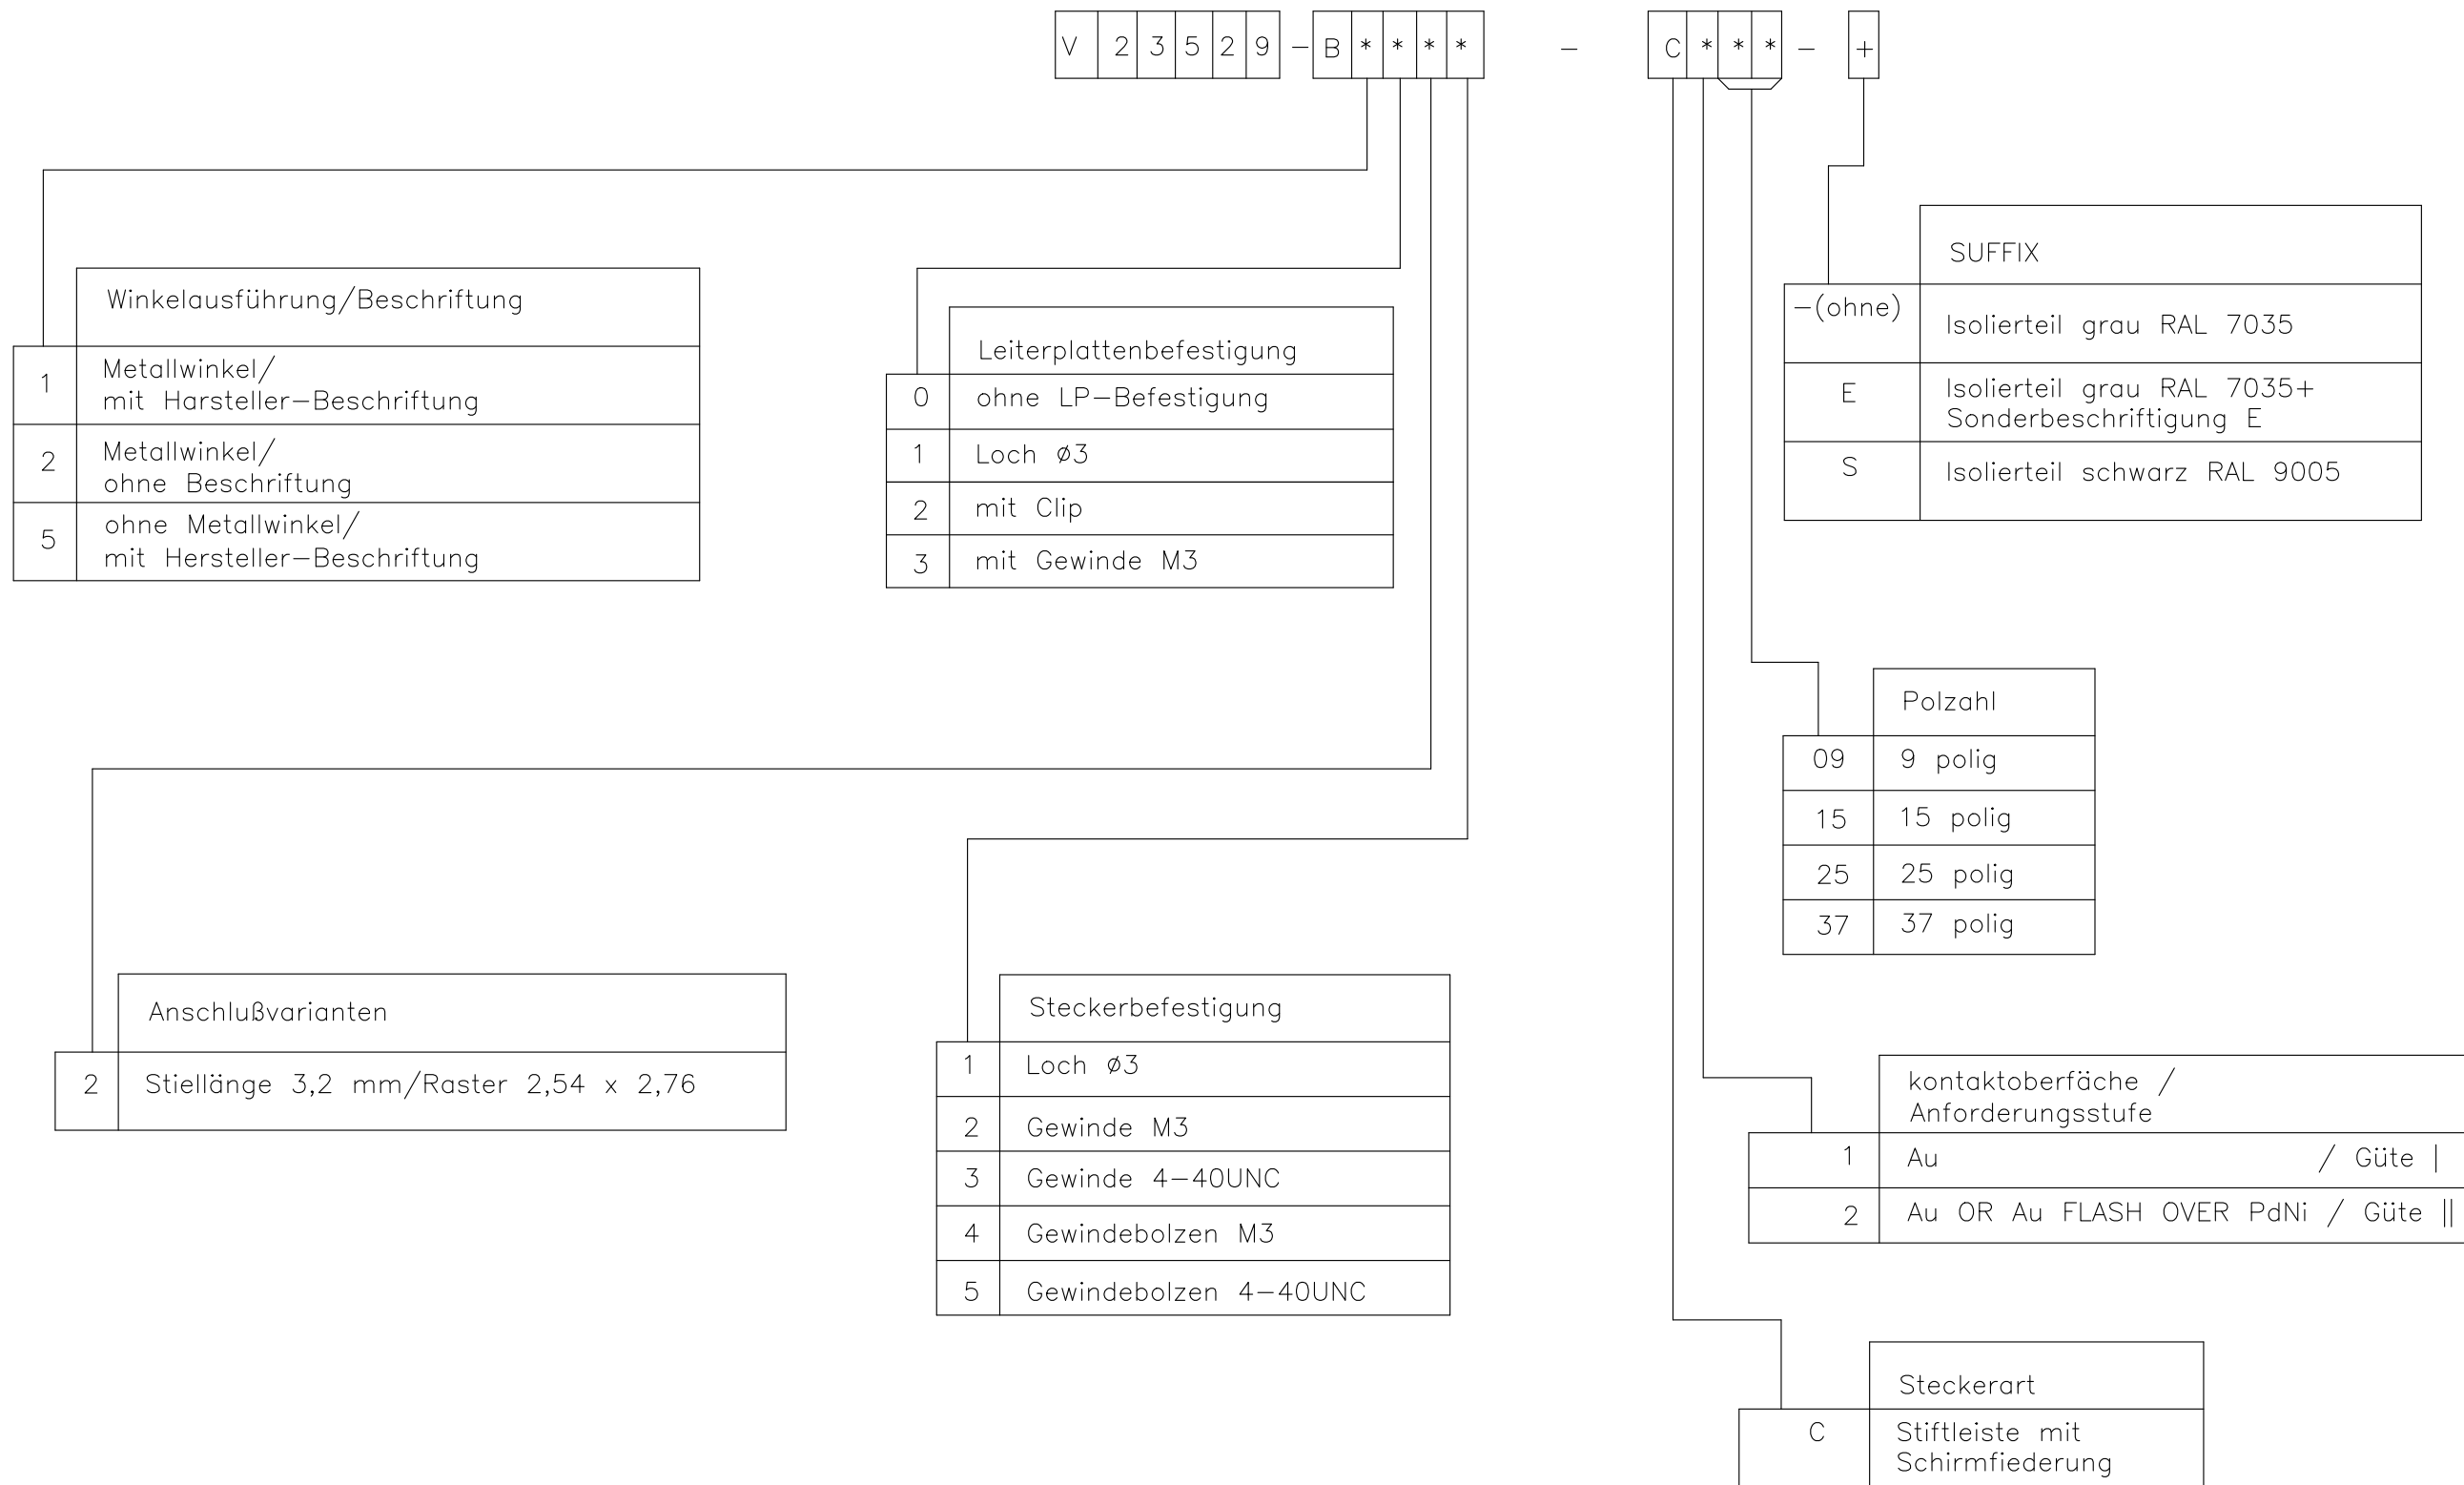 V 2 3 5 2 9 - B * * * * - C * * * - +
SUFFIX
-(ohne) Isolierteil grau RAL 7035
E Isolierteil grau RAL 7035+
Sonderbeschriftigung E
S Isolierteil schwarz RAL 9005
Winkelausführung/Beschriftung
1 Metallwinkel/
mit Harsteller-Beschriftung
2 Metallwinkel/
ohne Beschriftung
5 ohne Metallwinkel/
mit Hersteller-Beschriftung
Leiterplattenbefestigung
0 ohne LP-Befestigung
1 Loch ø3
2 mit Clip
3 mit Gewinde M3
Polzahl
09 9 polig
15 15 polig
25 25 polig
37 37 polig
Anschlußvarianten
2 Stiellänge 3,2 mm/Raster 2,54 x 2,76
Steckerbefestigung
1 Loch ø3
2 Gewinde M3
3 Gewinde 4-40UNC
4 Gewindebolzen M3
5 Gewindebolzen 4-40UNC
kontaktoberfäche /
Anforderungsstufe
1 Au / Güte |
2 Au OR Au FLASH OVER PdNi / Güte ||
Steckerart
C Stiftleiste mit
Schirmfiederung